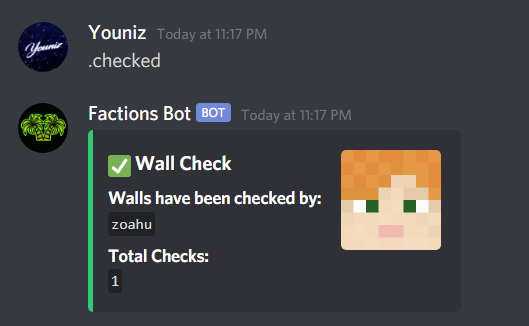 Youniz Today at 11:17 PM
.checked
Factions Bot BOT Today at 11:17 PM
Wall Check
Walls have been checked by:
zoahu
Total Checks:
1